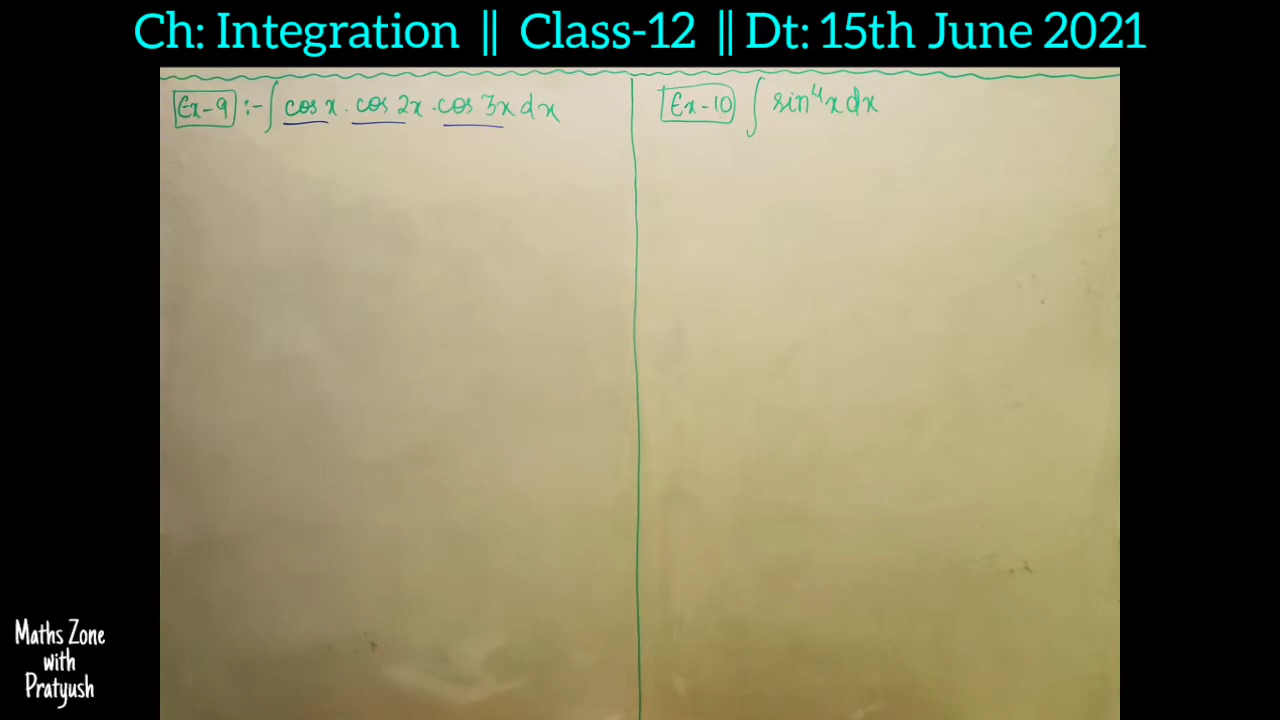 Ch: Integration || Class-12 || Dt: 15th June 2021
Ex-9 :- ∫ cos x . cos 2x . cos 3x dx
Ex-10 ∫ sin⁴x dx
Maths Zone
with
Pratyush